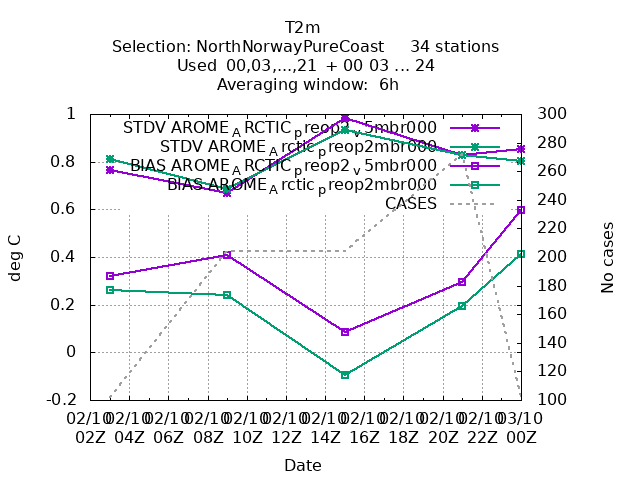 T2m
Selection: NorthNorwayPureCoast 34 stations
Used 00,03,...,21 + 00 03 ... 24
Averaging window: 6h
1
0.8
0.6
0.4
0.2
0
-0.2
deg C
STDV AROME_ARCTIC_preop2_v5mbr000
STDV AROME_Arctic_preop2mbr000
BIAS AROME_ARCTIC_preop2_v5mbr000
BIAS AROME_Arctic_preop2mbr000
CASES
300
280
260
240
220
200
180
160
140
120
100
No cases
02/10 02/10 02/10 02/10 02/10 02/10 02/10 02/10 02/10 02/10 02/10 03/10
02Z 04Z 06Z 08Z 10Z 12Z 14Z 16Z 18Z 20Z 22Z 00Z
Date